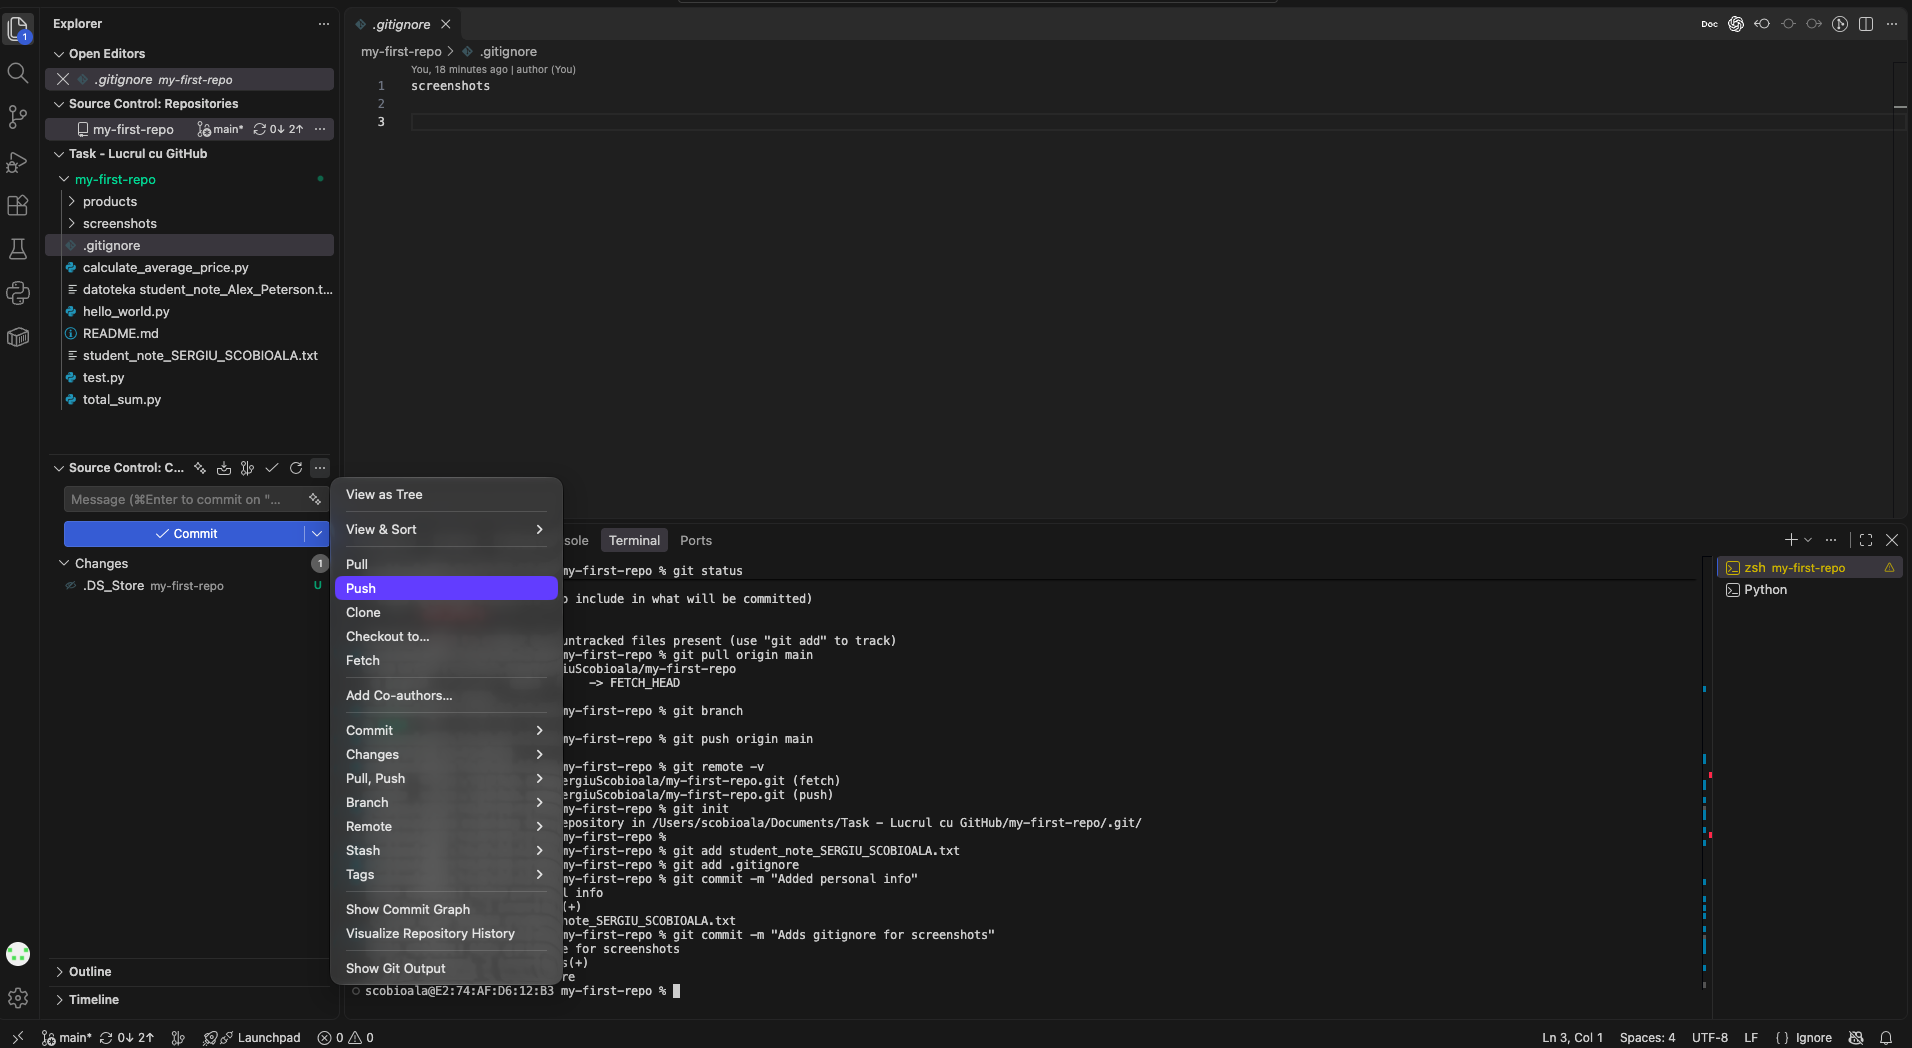 Explorer
Open Editors
.gitignore my-first-repo
Source Control: Repositories
my-first-repo main* 0↓ 2↑
Task - Lucrul cu GitHub
my-first-repo
products
screenshots
.gitignore
calculate_average_price.py
datoteka student_note_Alex_Peterson.t...
hello_world.py
README.md
student_note_SERGIU_SCOBIOALA.txt
test.py
total_sum.py
Source Control: C...
Message (⌘Enter to commit on "...
Commit
Changes 1
.DS_Store my-first-repo U
Outline
Timeline
.gitignore
Doc
my-first-repo > .gitignore
You, 18 minutes ago | author (You)
1 screenshots
2
3
View as Tree
View & Sort
Pull
Push
Clone
Checkout to...
Fetch
Add Co-authors...
Commit
Changes
Pull, Push
Branch
Remote
Stash
Tags
Show Commit Graph
Visualize Repository History
Show Git Output
sole Terminal Ports
my-first-repo % git status
o include in what will be committed)
untracked files present (use "git add" to track)
my-first-repo % git pull origin main
iuScobioala/my-first-repo
-> FETCH_HEAD
my-first-repo % git branch
my-first-repo % git push origin main
my-first-repo % git remote -v
ergiuScobioala/my-first-repo.git (fetch)
ergiuScobioala/my-first-repo.git (push)
my-first-repo % git init
epository in /Users/scobioala/Documents/Task - Lucrul cu GitHub/my-first-repo/.git/
my-first-repo %
my-first-repo % git add student_note_SERGIU_SCOBIOALA.txt
my-first-repo % git add .gitignore
my-first-repo % git commit -m "Added personal info"
l info
(+)
note_SERGIU_SCOBIOALA.txt
my-first-repo % git commit -m "Adds gitignore for screenshots"
e for screenshots
s(+)
re
scobioala@E2:74:AF:D6:12:B3 my-first-repo %
zsh my-first-repo
Python
1
main* 0↓ 2↑ Launchpad 0 0
Ln 3, Col 1 Spaces: 4 UTF-8 LF { } Ignore